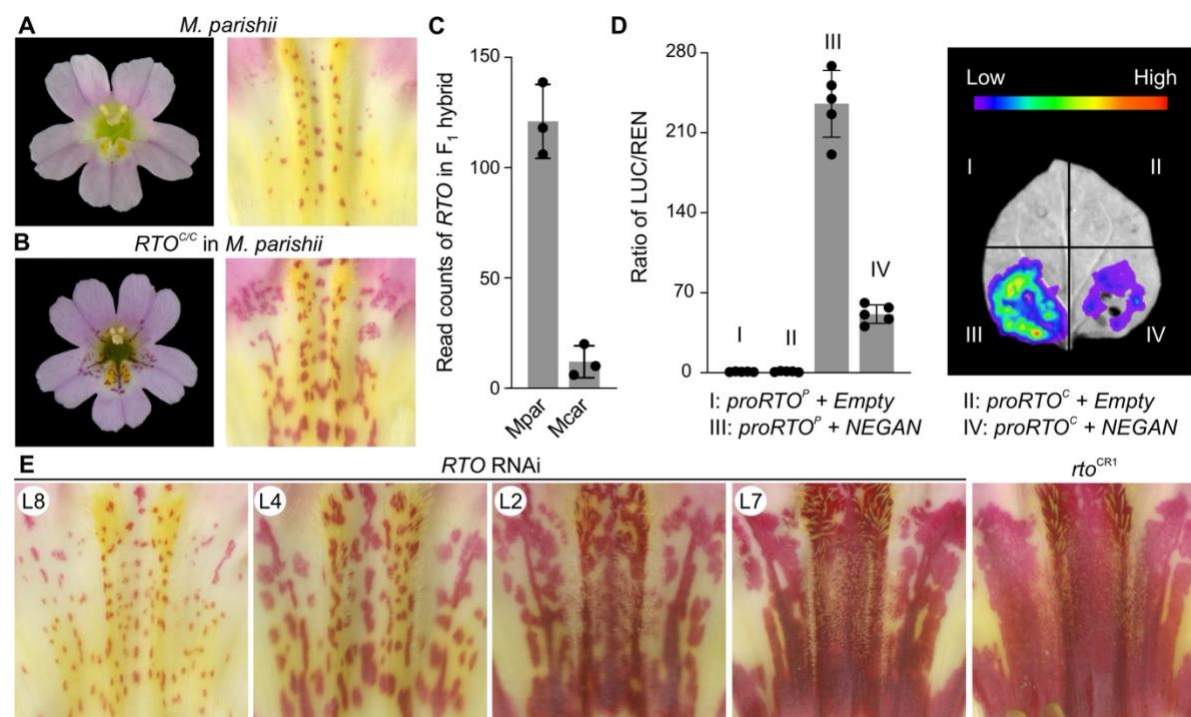 A
M. parishii
B
RTO^C/C in M. parishii
C
Read counts of RTO in F₁ hybrid
150
100
50
0
Mpar
Mcar
D
Ratio of LUC/REN
280
210
140
70
0
I
II
III
IV
Low
High
I
II
III
IV
I: proRTO^P + Empty
III: proRTO^P + NEGAN
II: proRTO^C + Empty
IV: proRTO^C + NEGAN
E
RTO RNAi
rto^CR1
L8
L4
L2
L7